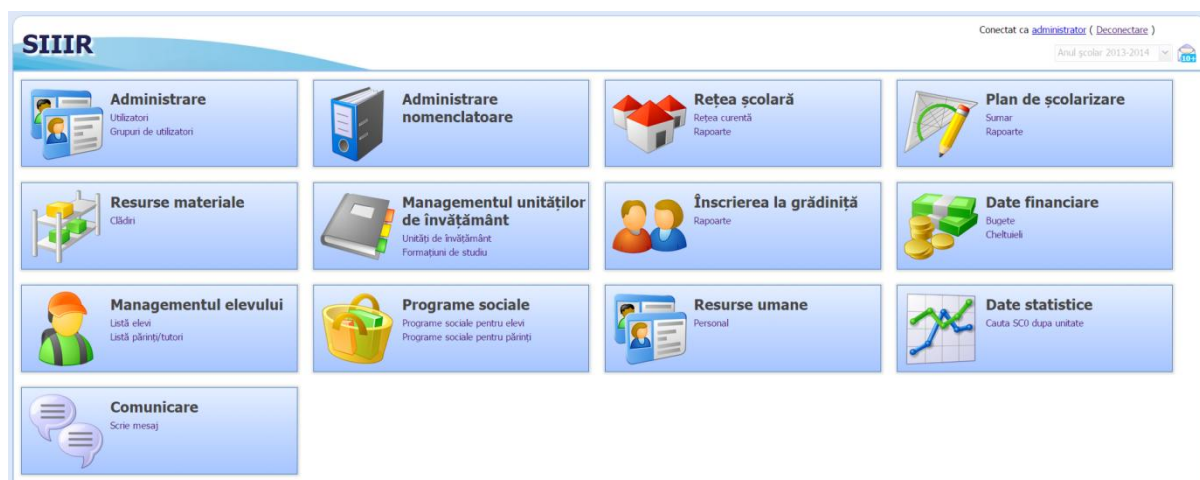 SIIIR
Conectat ca administrator ( Deconectare )
Anul școlar 2013-2014
10+
Administrare
Utilizatori
Grupuri de utilizatori
Administrare
nomenclatoare
Rețea școlară
Rețea curentă
Rapoarte
Plan de școlarizare
Sumar
Rapoarte
Resurse materiale
Clădiri
Managementul unităților
de învățământ
Unități de învățământ
Formațiuni de studiu
Înscrierea la grădiniță
Rapoarte
Date financiare
Bugete
Cheltuieli
Managementul elevului
Listă elevi
Listă părinți/tutori
Programe sociale
Programe sociale pentru elevi
Programe sociale pentru părinți
Resurse umane
Personal
Date statistice
Cauta SC0 dupa unitate
Comunicare
Scrie mesaj